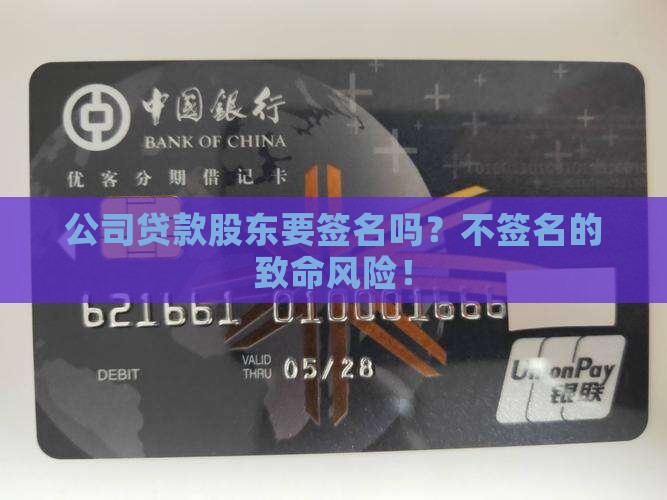 中国银行
BANK OF CHINA
优客分期借记卡
公司贷款股东要签名吗？不签名的
致命风险！
DEBIT
VALID
THRU 05/28
UnionPay
银联